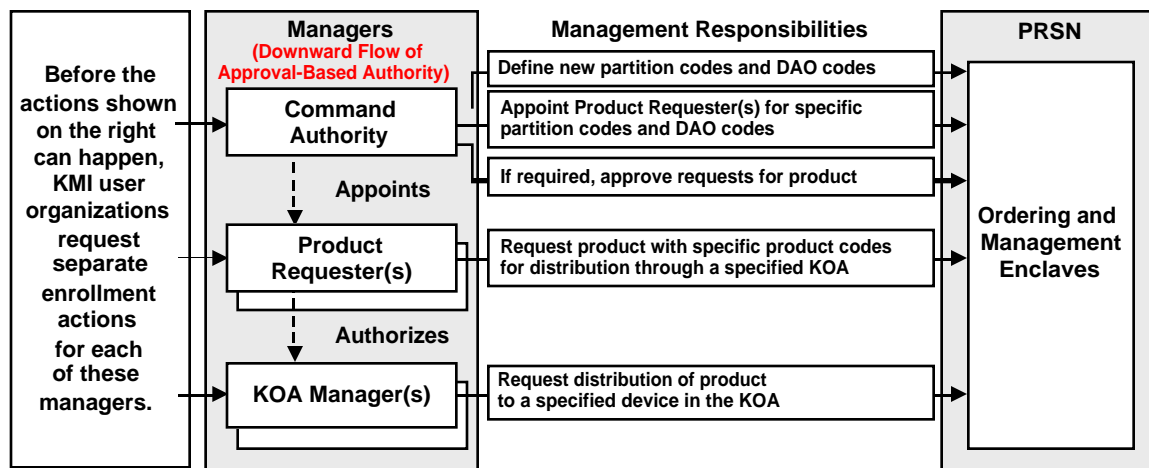 Before the
actions shown
on the right
can happen,
KMI user
organizations
request
separate
enrollment
actions
for each
of these
managers.
Managers
(Downward Flow of
Approval-Based Authority)
Command
Authority
Appoints
Product
Requester(s)
Authorizes
KOA Manager(s)
Management Responsibilities
Define new partition codes and DAO codes
Appoint Product Requester(s) for specific
partition codes and DAO codes
If required, approve requests for product
Request product with specific product codes
for distribution through a specified KOA
Request distribution of product
to a specified device in the KOA
PRSN
Ordering and
Management
Enclaves